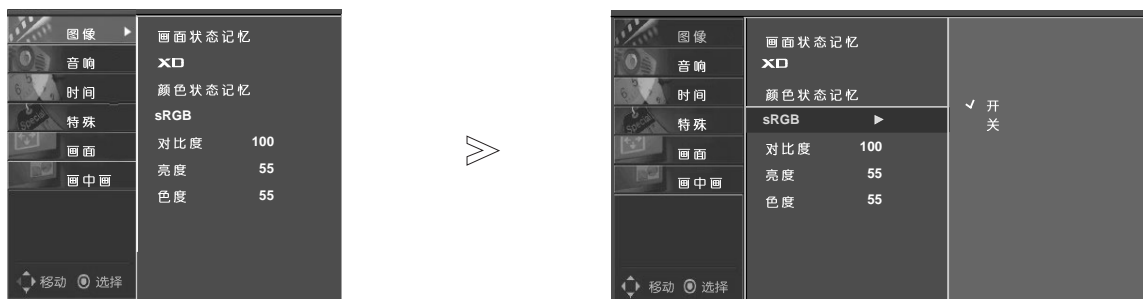 图像
音响
时间
特殊
画面
画中画
移动 选择
画面状态记忆
XD
颜色状态记忆
sRGB
对比度 100
亮度 55
色度 55
图像
音响
时间
特殊
画面
画中画
移动 选择
画面状态记忆
XD
颜色状态记忆
sRGB
对比度 100
亮度 55
色度 55
开
关